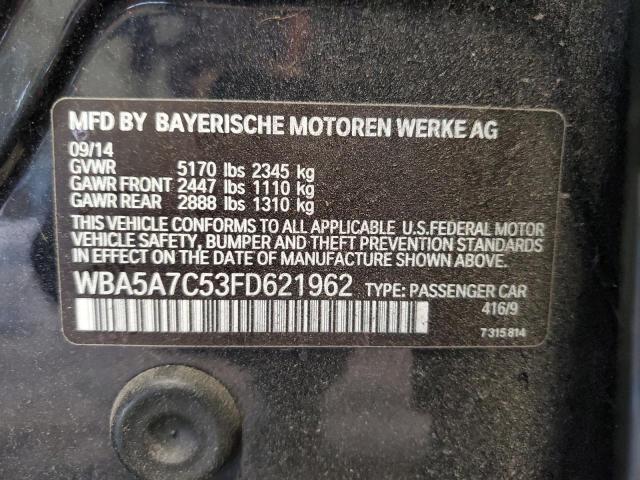 MFD BY BAYERISCHE MOTOREN WERKE AG
09/14
GVWR 5170 lbs 2345 kg
GAWR FRONT 2447 lbs 1110 kg
GAWR REAR 2888 lbs 1310 kg
THIS VEHICLE CONFORMS TO ALL APPLICABLE U.S.FEDERAL MOTOR
VEHICLE SAFETY, BUMPER AND THEFT PREVENTION STANDARDS
IN EFFECT ON THE DATE OF MANUFACTURE SHOWN ABOVE.
WBA5A7C53FD621962 TYPE: PASSENGER CAR
416/9
7 315 814